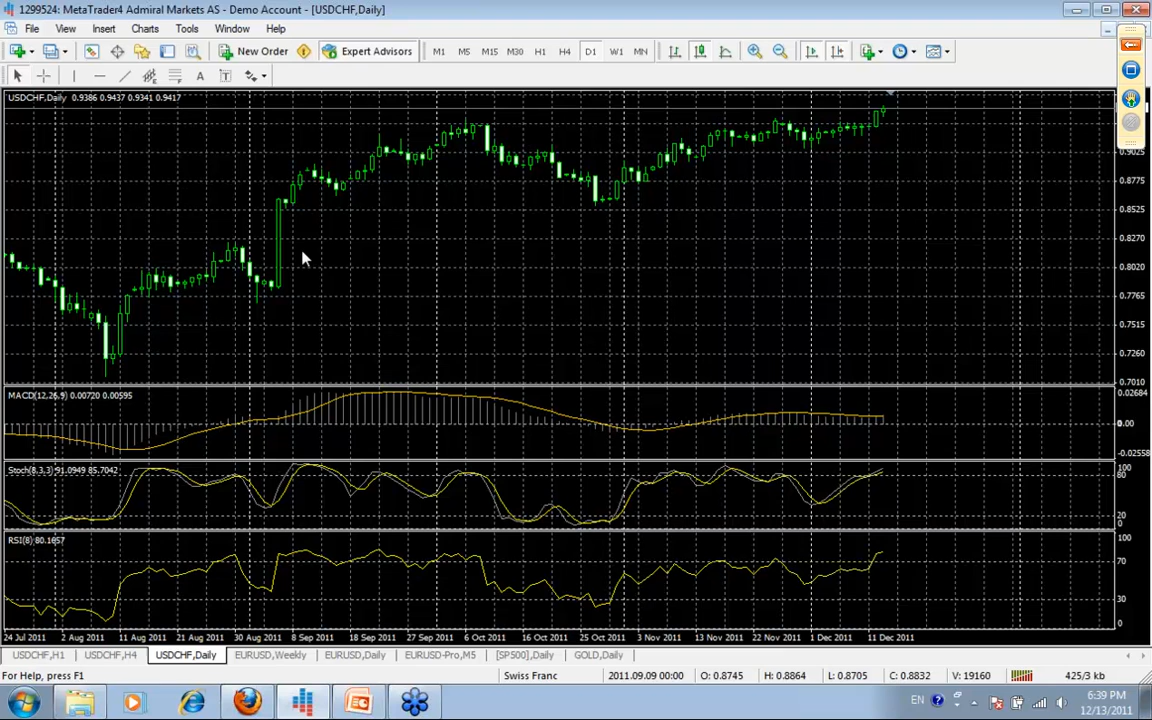 1299524: MetaTrader4 Admiral Markets AS - Demo Account - [USDCHF,Daily]
File View Insert Charts Tools Window Help
New Order Expert Advisors M1 M5 M15 M30 H1 H4 D1 W1 MN
A T
USDCHF,Daily 0.9386 0.9437 0.9341 0.9417
0.9025
0.8775
0.8525
0.8270
0.8020
0.7765
0.7515
0.7260
0.7010
MACD(12,26,9) 0.00720 0.00595
0.02684
0.00
-0.02558
Stoch(8,3,3) 91.0949 85.7042
100
80
20
0
RSI(8) 80.1657
100
70
30
0
24 Jul 2011 2 Aug 2011 11 Aug 2011 21 Aug 2011 30 Aug 2011 8 Sep 2011 18 Sep 2011 27 Sep 2011 6 Oct 2011 16 Oct 2011 25 Oct 2011 3 Nov 2011 13 Nov 2011 22 Nov 2011 1 Dec 2011 11 Dec 2011
USDCHF,H1 USDCHF,H4 USDCHF,Daily EURUSD,Weekly EURUSD,Daily EURUSD-Pro,M5 [SP500],Daily GOLD,Daily
For Help, press F1 Swiss Franc 2011.09.09 00:00 O: 0.8745 H: 0.8864 L: 0.8705 C: 0.8832 V: 19160 425/3 kb
EN 6:39 PM
12/13/2011